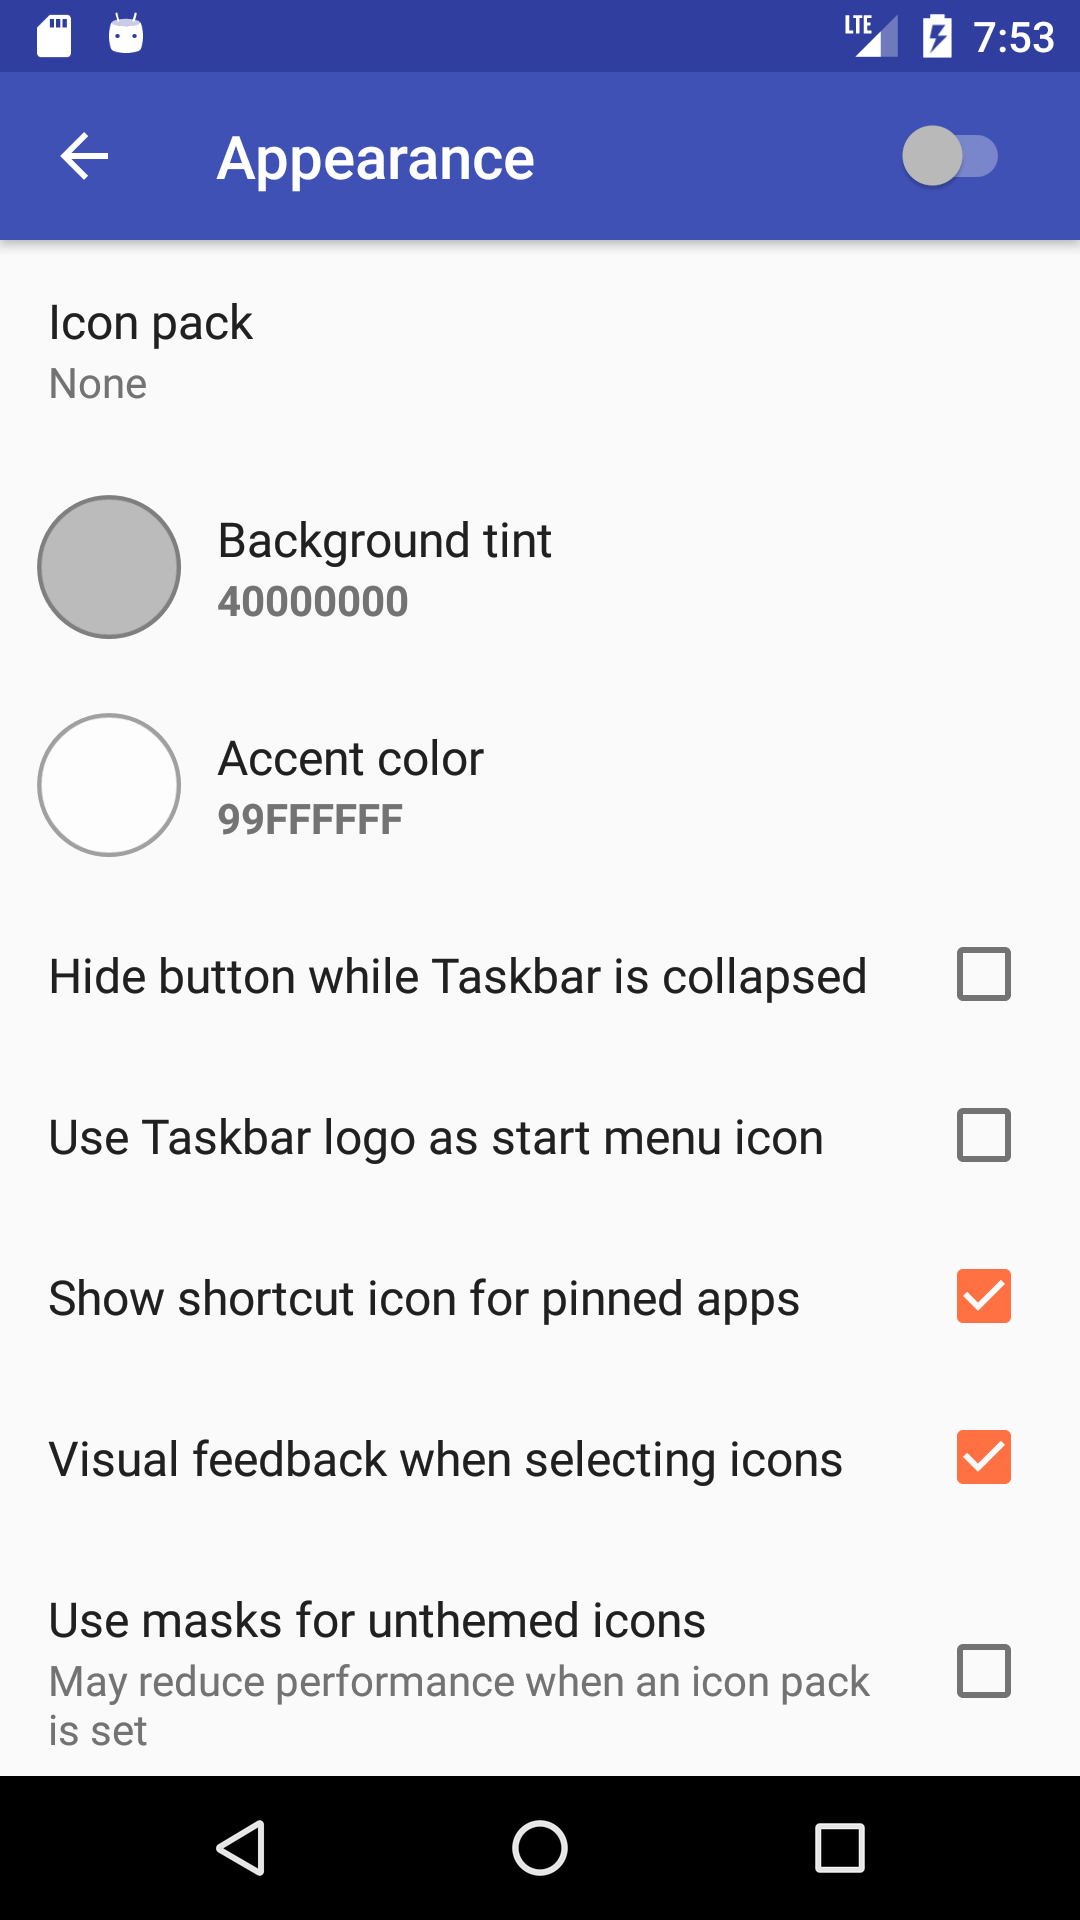 LTE 7:53
Appearance
Icon pack
None
Background tint
40000000
Accent color
99FFFFFF
Hide button while Taskbar is collapsed
Use Taskbar logo as start menu icon
Show shortcut icon for pinned apps
Visual feedback when selecting icons
Use masks for unthemed icons
May reduce performance when an icon pack
is set